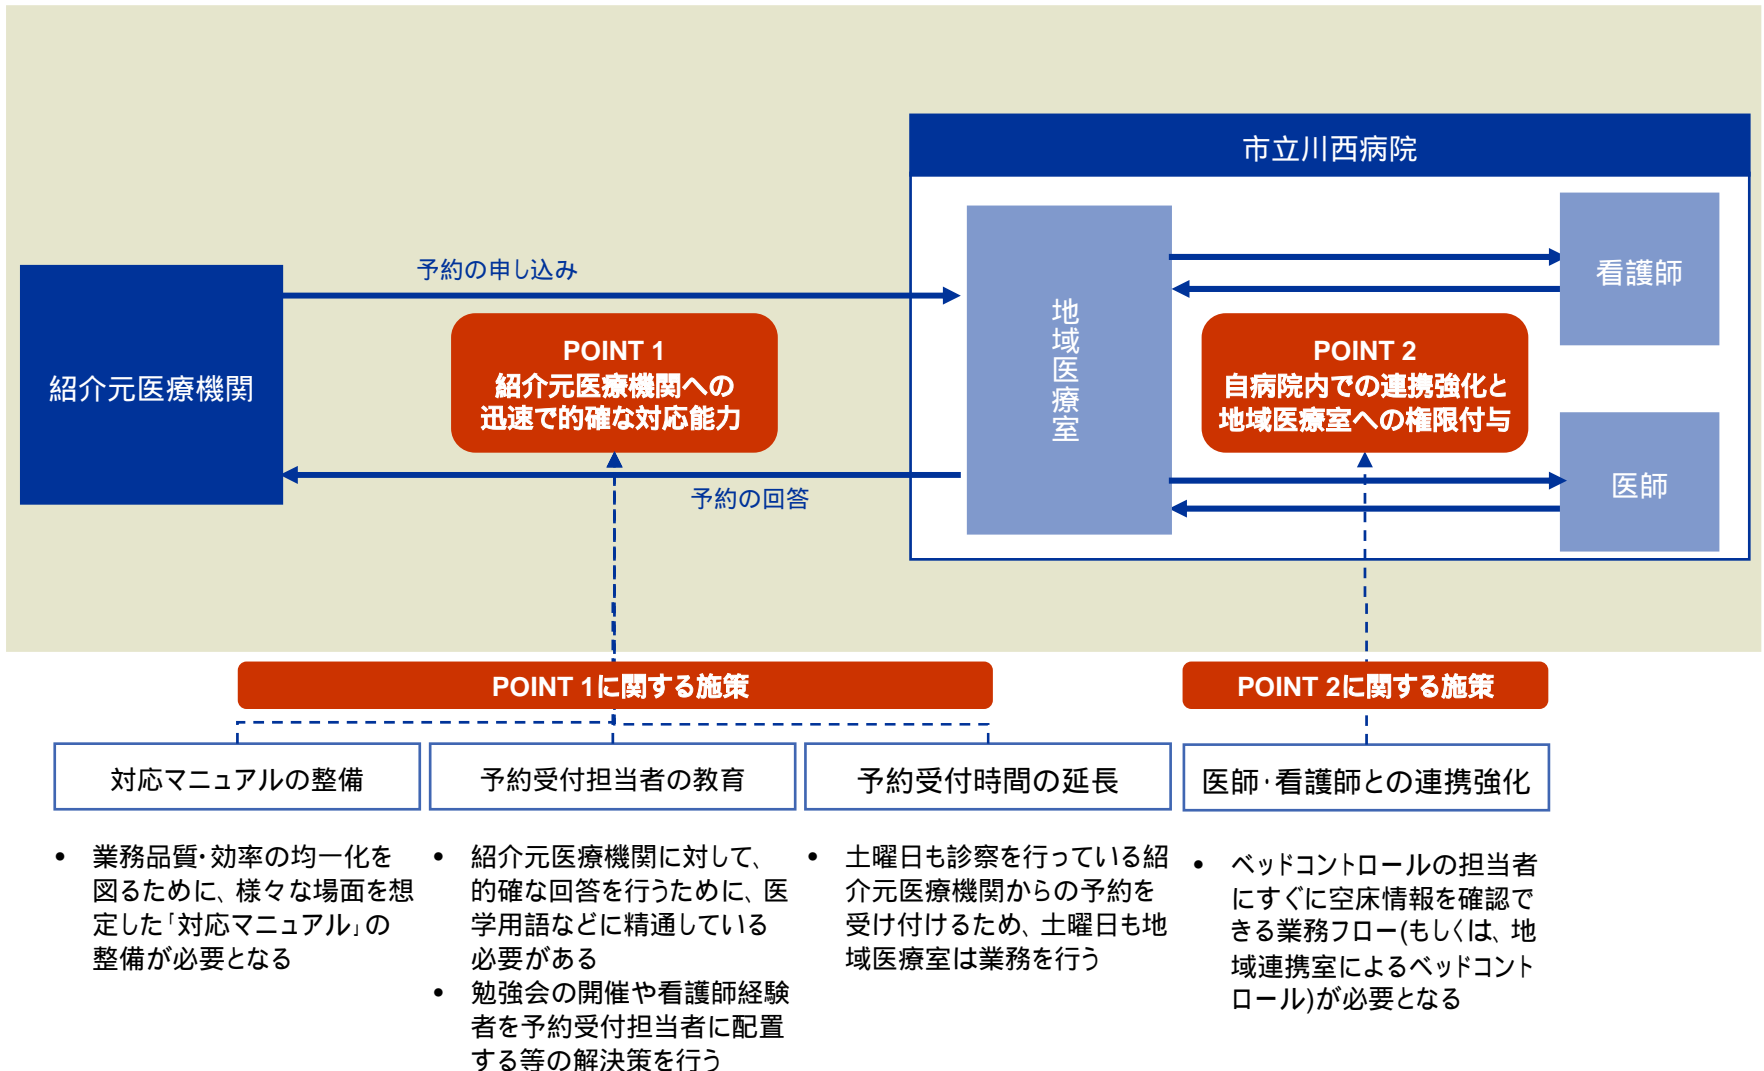 市立川西病院
予約の申し込み
紹介元医療機関
POINT 1
紹介元医療機関への
迅速で的確な対応能力
地域医療室
POINT 2
自病院内での連携強化と
地域医療室への権限付与
看護師
医師
予約の回答
POINT 1に関する施策
POINT 2に関する施策
対応マニュアルの整備
予約受付担当者の教育
予約受付時間の延長
医師・看護師との連携強化
• 業務品質・効率の均一化を
図るために、様々な場面を想
定した「対応マニュアル」の
整備が必要となる
• 紹介元医療機関に対して、
的確な回答を行うために、医
学用語などに精通している
必要がある
• 勉強会の開催や看護師経験
者を予約受付担当者に配置
する等の解決策を行う
• 土曜日も診察を行っている紹
介元医療機関からの予約を
受け付けるため、土曜日も地
域医療室は業務を行う
• ベッドコントロールの担当者
にすぐに空床情報を確認で
きる業務フロー(もしくは、地
域連携室によるベッドコント
ロール)が必要となる